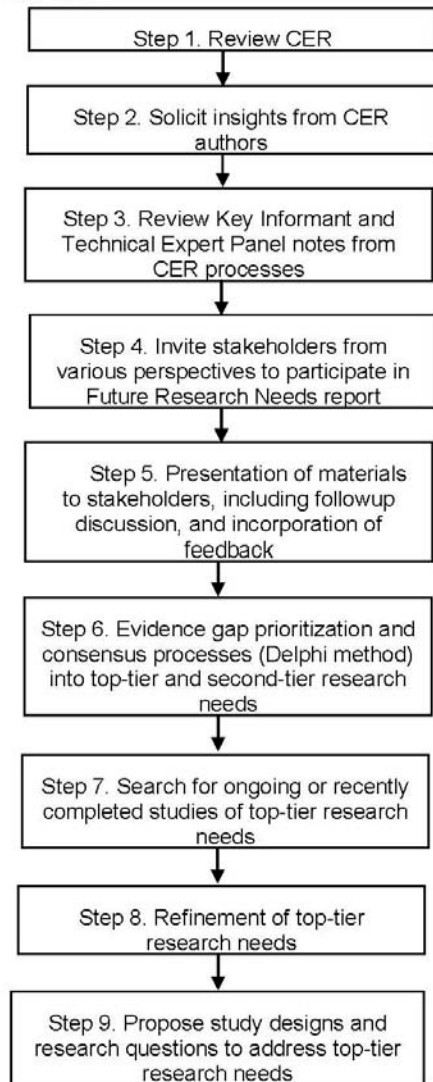 Step 1. Review CER
Step 2. Solicit insights from CER
authors
Step 3. Review Key Informant and
Technical Expert Panel notes from
CER processes
Step 4. Invite stakeholders from
various perspectives to participate in
Future Research Needs report
Step 5. Presentation of materials
to stakeholders, including followup
discussion, and incorporation of
feedback
Step 6. Evidence gap prioritization and
consensus processes (Delphi method)
into top-tier and second-tier research
needs
Step 7. Search for ongoing or recently
completed studies of top-tier research
needs
Step 8. Refinement of top-tier
research needs
Step 9. Propose study designs and
research questions to address top-tier
research needs